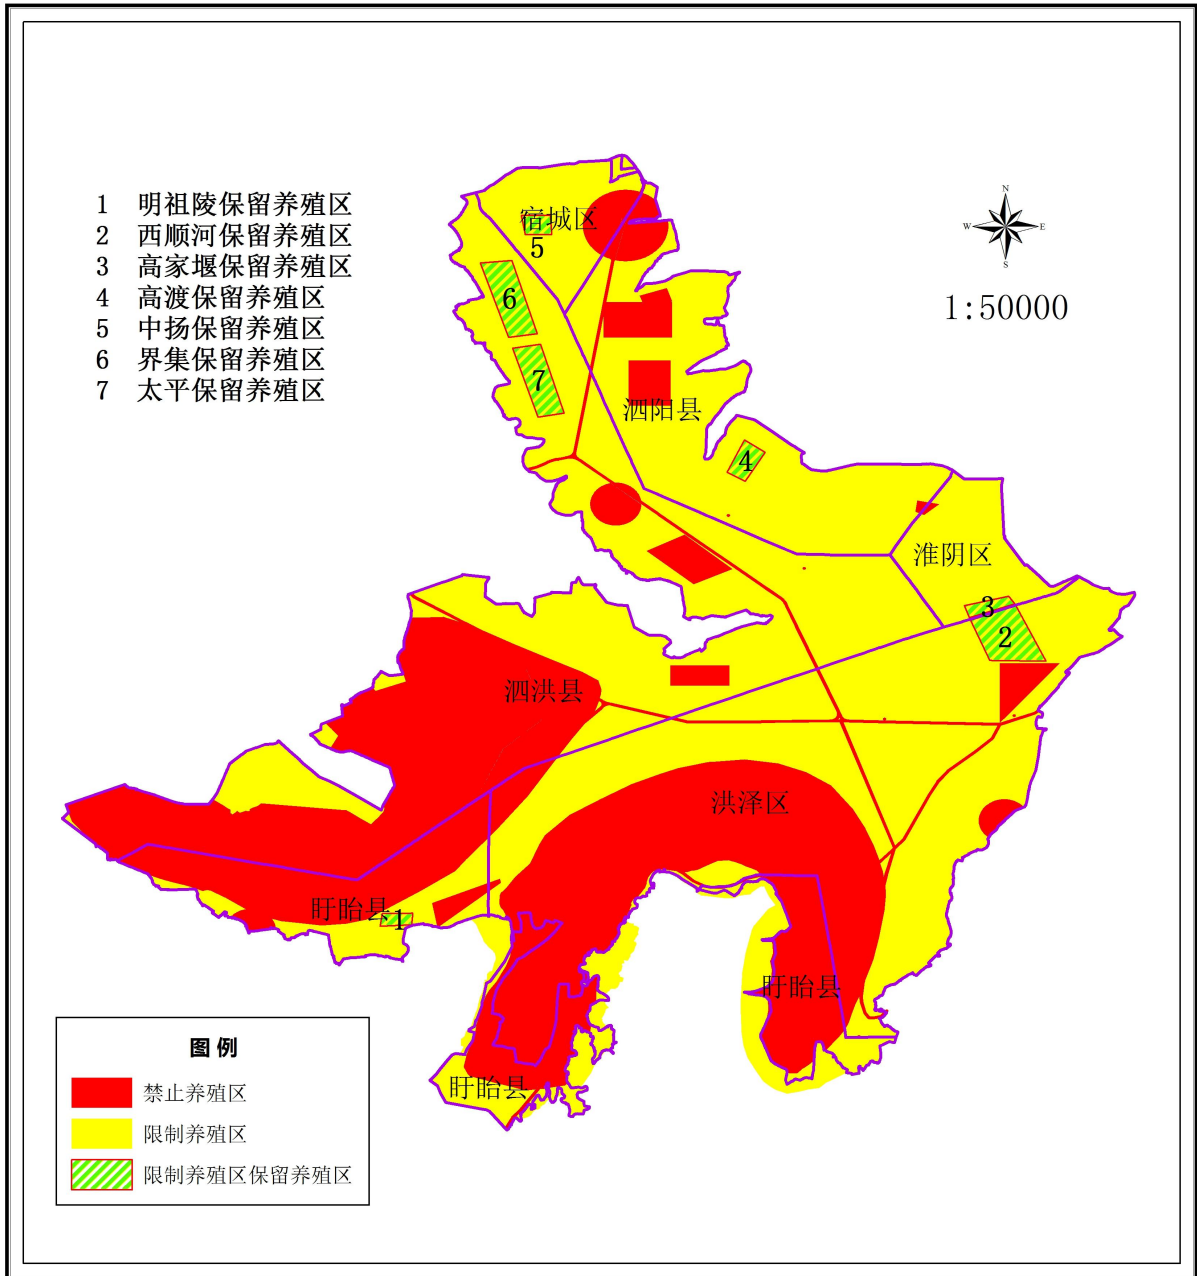 1 明祖陵保留养殖区
2 西顺河保留养殖区
3 高家堰保留养殖区
4 高渡保留养殖区
5 中扬保留养殖区
6 界集保留养殖区
7 太平保留养殖区
N
W E
S
1:50000
宿城区
5
6
7
泗阳县
4
淮阴区
3
2
泗洪县
洪泽区
盱眙县
1
盱眙县
盱眙县
图例
禁止养殖区
限制养殖区
限制养殖区保留养殖区